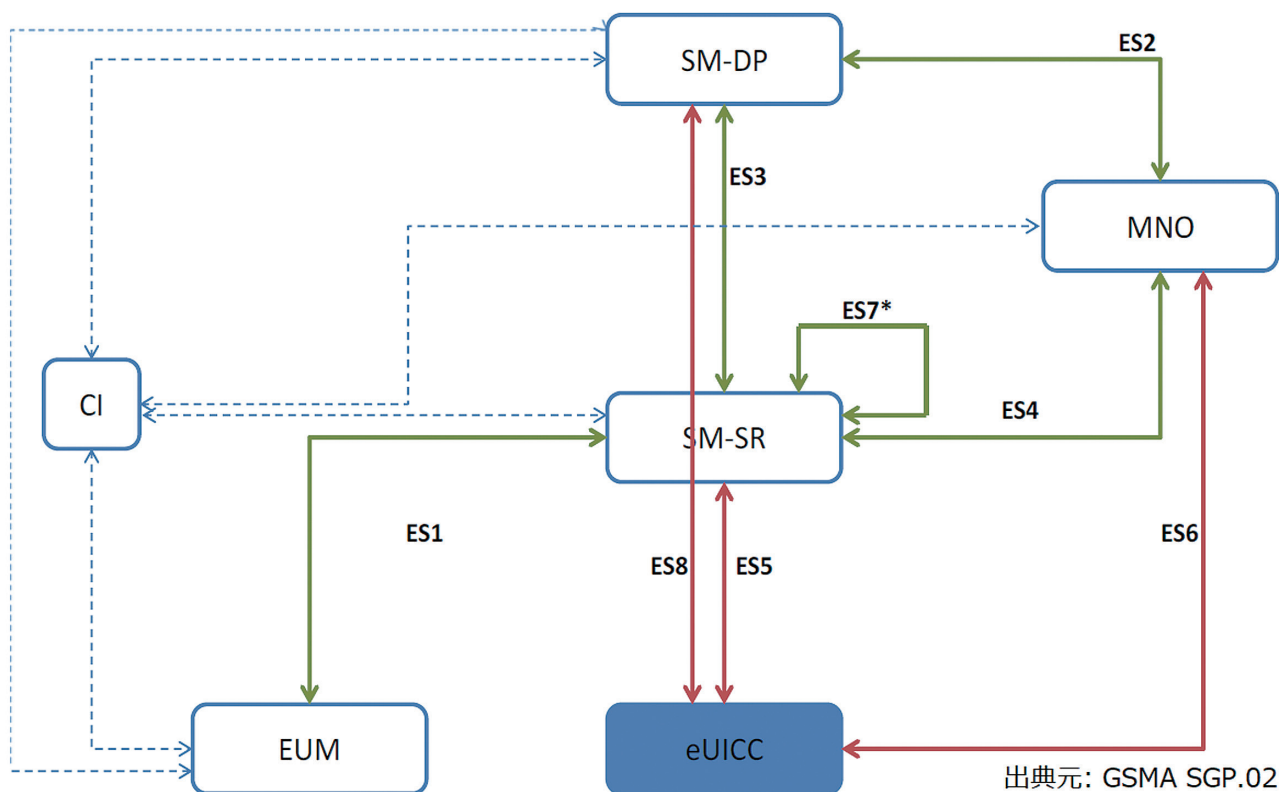 SM-DP
ES2
ES3
MNO
ES7*
CI
ES4
SM-SR
ES1
ES8
ES5
ES6
EUM
eUICC
出典元: GSMA SGP.02